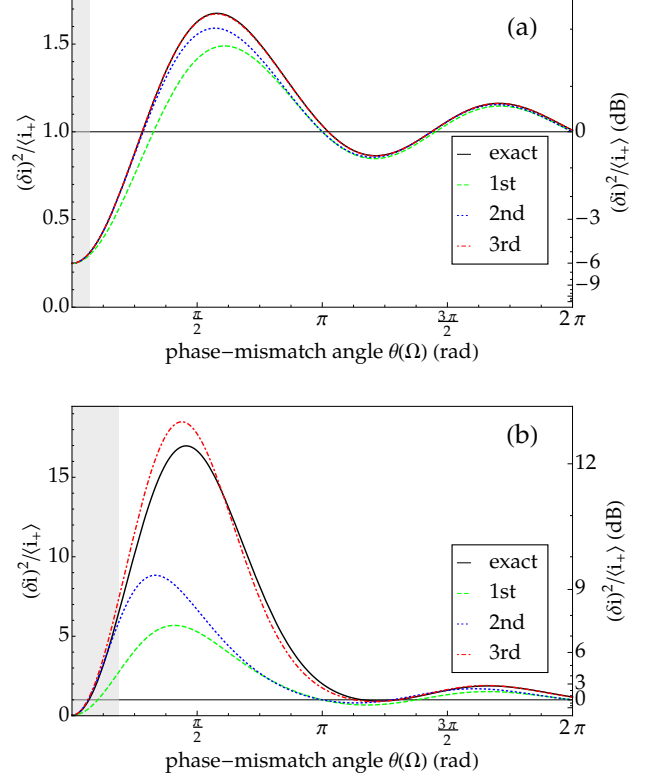 (a)
1.5
1.0
0.5
0.0
(δi)²/⟨i₊⟩
0
−3
−6
−9
(δi)²/⟨i₊⟩ (dB)
exact
1st
2nd
3rd
π/2
π
3π/2
2π
phase−mismatch angle θ(Ω) (rad)
(b)
15
10
5
0
(δi)²/⟨i₊⟩
12
9
6
3
0
(δi)²/⟨i₊⟩ (dB)
exact
1st
2nd
3rd
π/2
π
3π/2
2π
phase−mismatch angle θ(Ω) (rad)